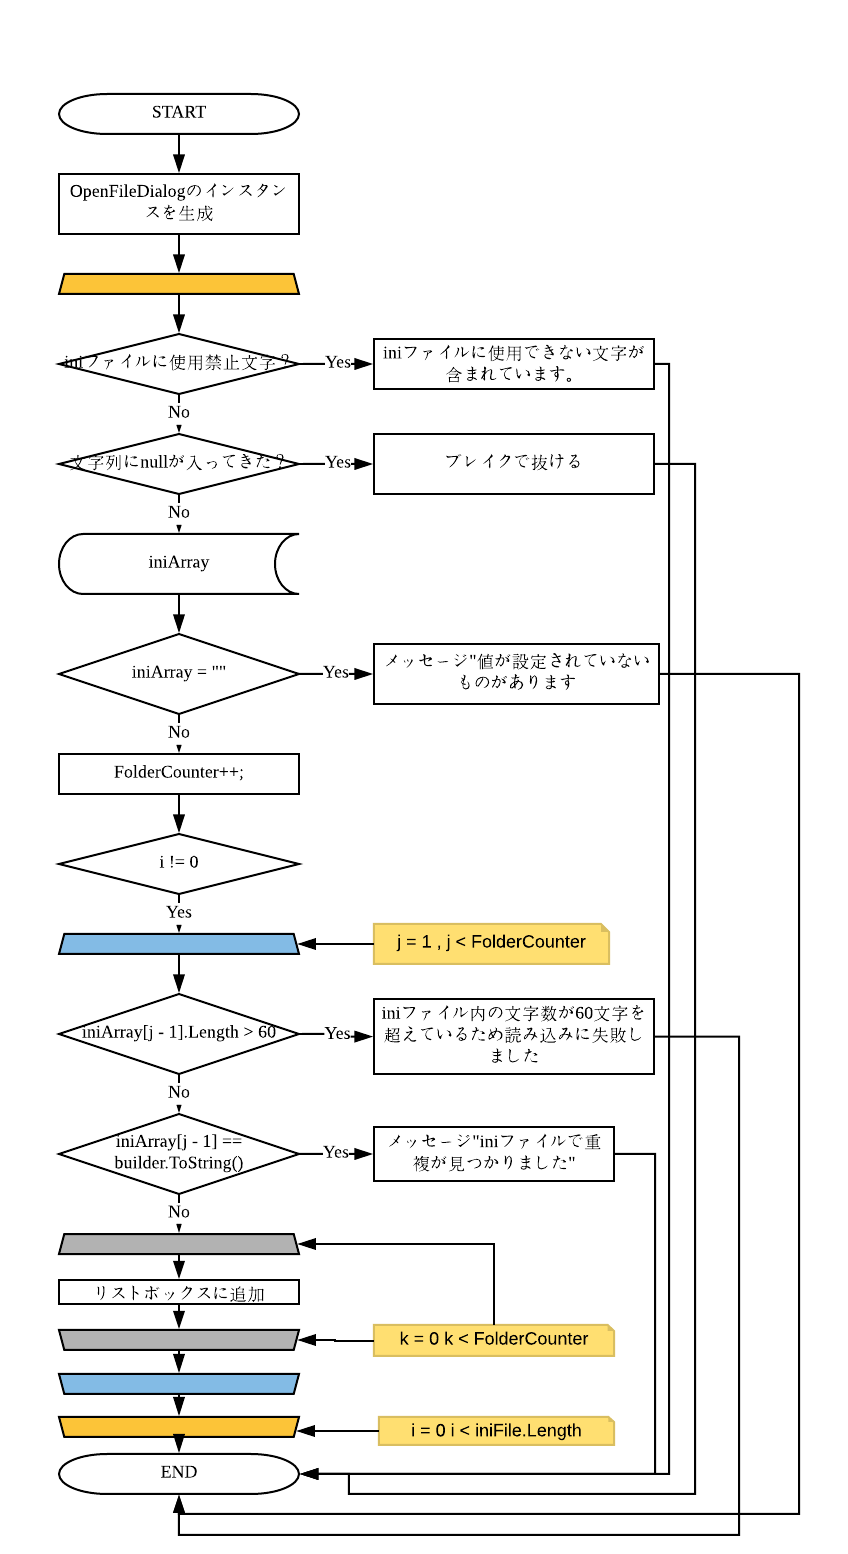 START
OpenFileDialogのインスタン
スを生成
iniファイルに使用禁止文字？
Yes
iniファイルに使用できない文字が
含まれています。
No
文字列にnullが入ってきた？
Yes
ブレイクで抜ける
No
iniArray
iniArray = ""
Yes
メッセージ"値が設定されていない
ものがあります
No
FolderCounter++;
i != 0
Yes
j = 1 , j < FolderCounter
iniArray[j - 1].Length > 60
Yes
iniファイル内の文字数が60文字を
超えているため読み込みに失敗し
ました
No
iniArray[j - 1] ==
builder.ToString()
Yes
メッセージ"iniファイルで重
複が見つかりました"
No
リストボックスに追加
k = 0 k < FolderCounter
i = 0 i < iniFile.Length
END